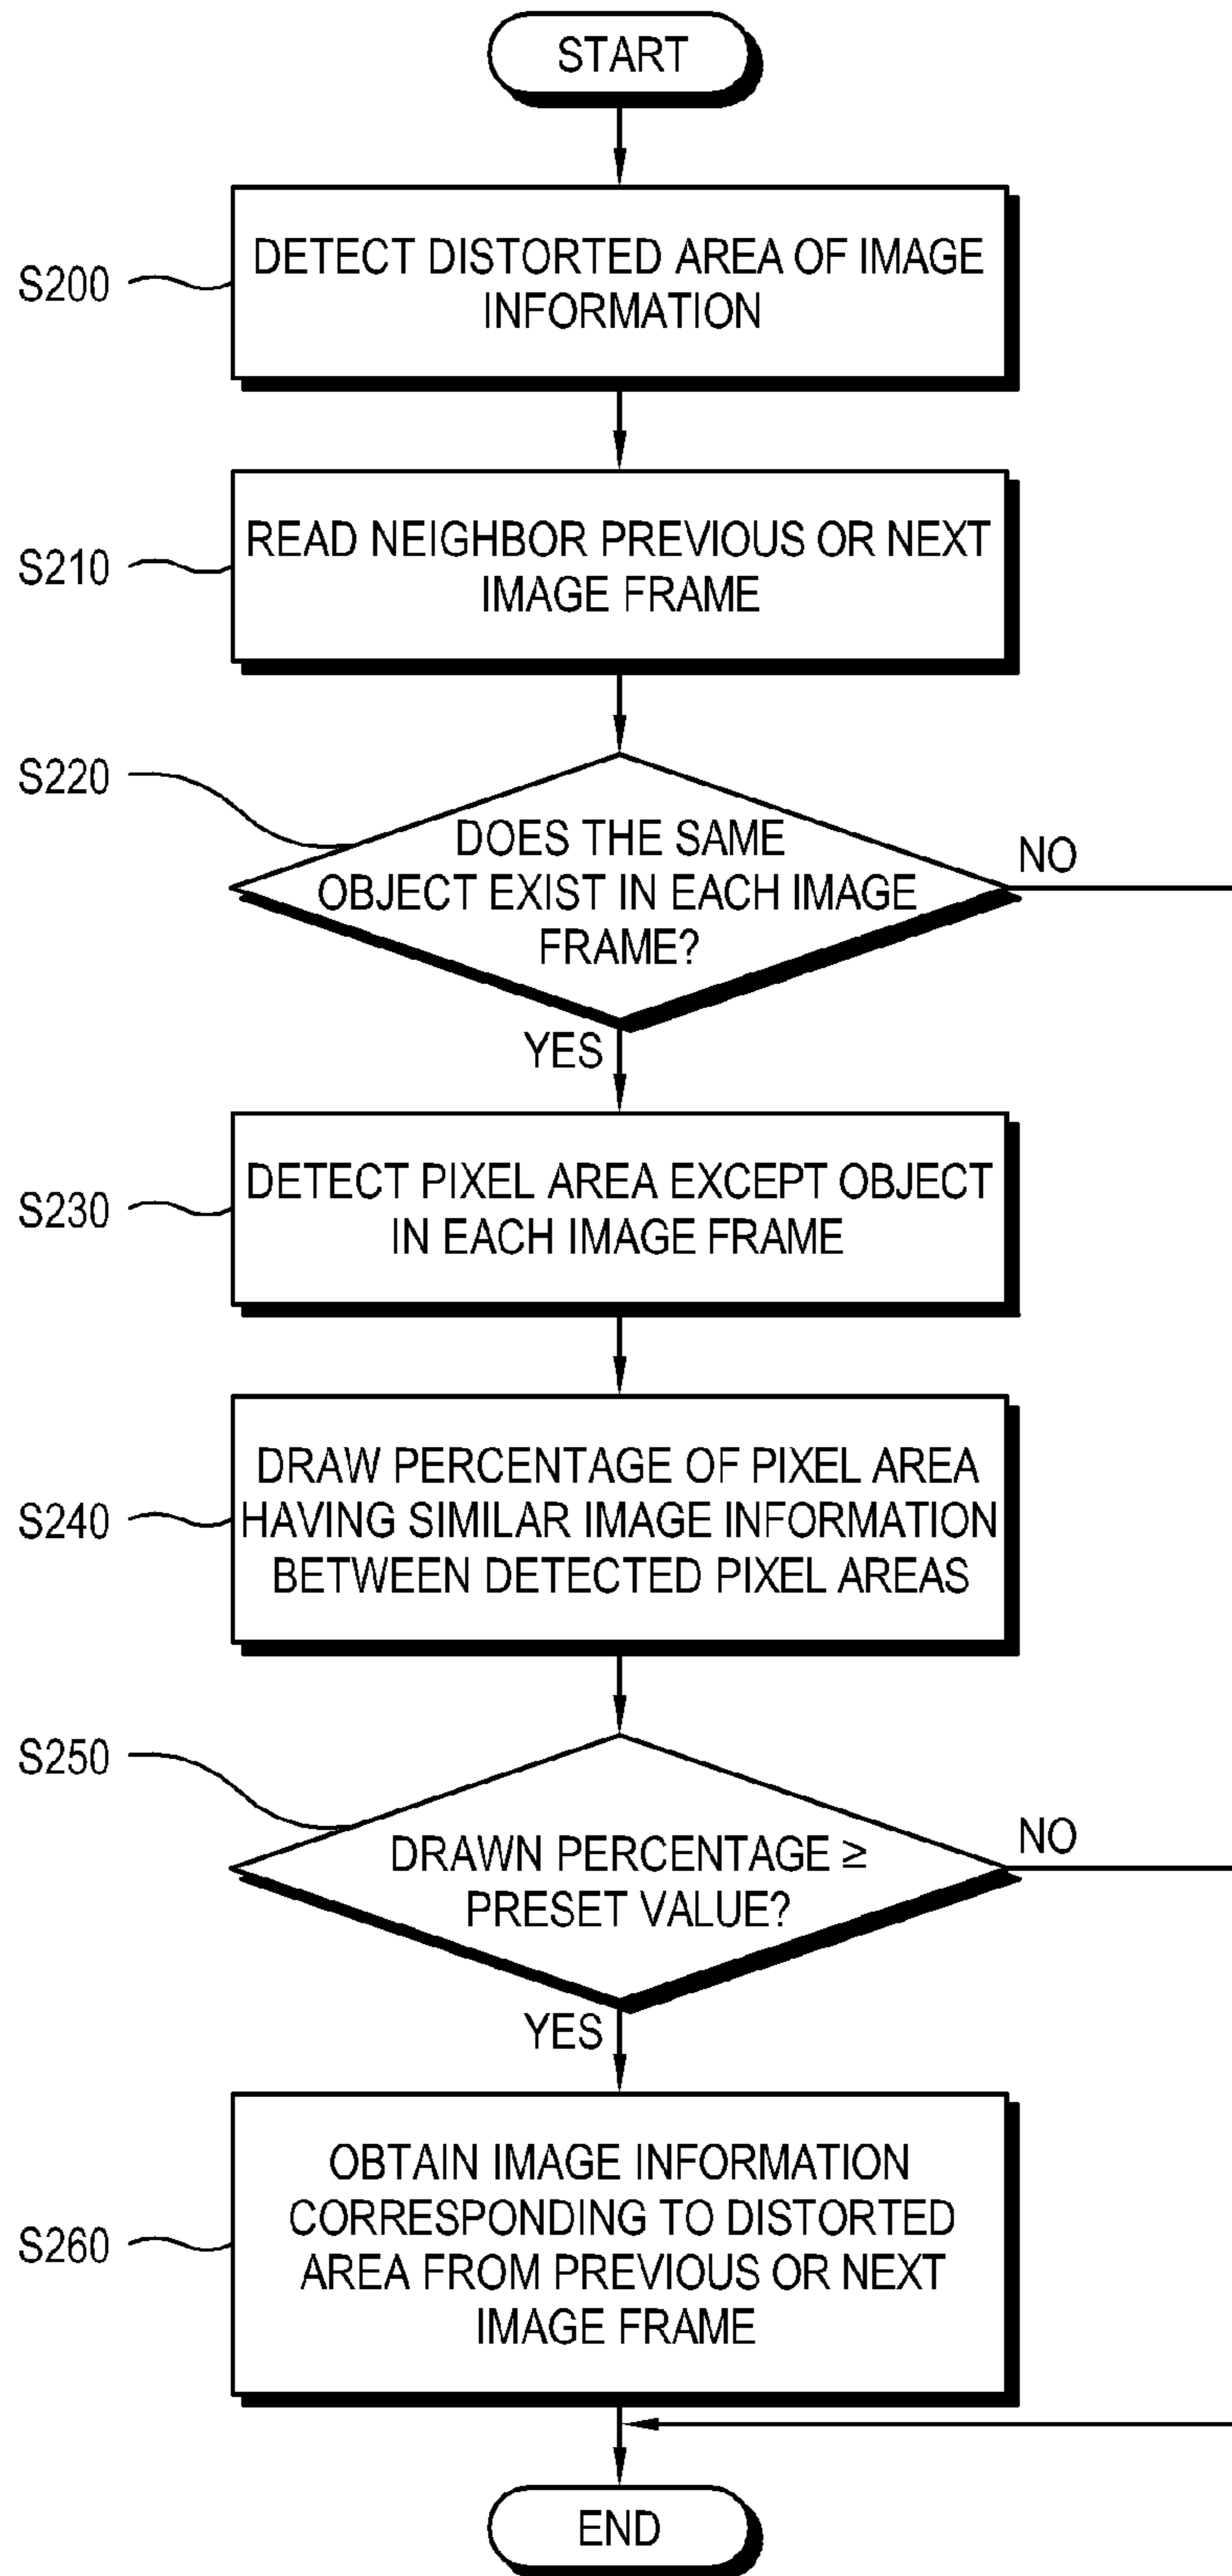 START
S200
DETECT DISTORTED AREA OF IMAGE
INFORMATION
S210
READ NEIGHBOR PREVIOUS OR NEXT
IMAGE FRAME
S220
DOES THE SAME
OBJECT EXIST IN EACH IMAGE
FRAME?
NO
YES
S230
DETECT PIXEL AREA EXCEPT OBJECT
IN EACH IMAGE FRAME
S240
DRAW PERCENTAGE OF PIXEL AREA
HAVING SIMILAR IMAGE INFORMATION
BETWEEN DETECTED PIXEL AREAS
S250
DRAWN PERCENTAGE ≥
PRESET VALUE?
NO
YES
S260
OBTAIN IMAGE INFORMATION
CORRESPONDING TO DISTORTED
AREA FROM PREVIOUS OR NEXT
IMAGE FRAME
END